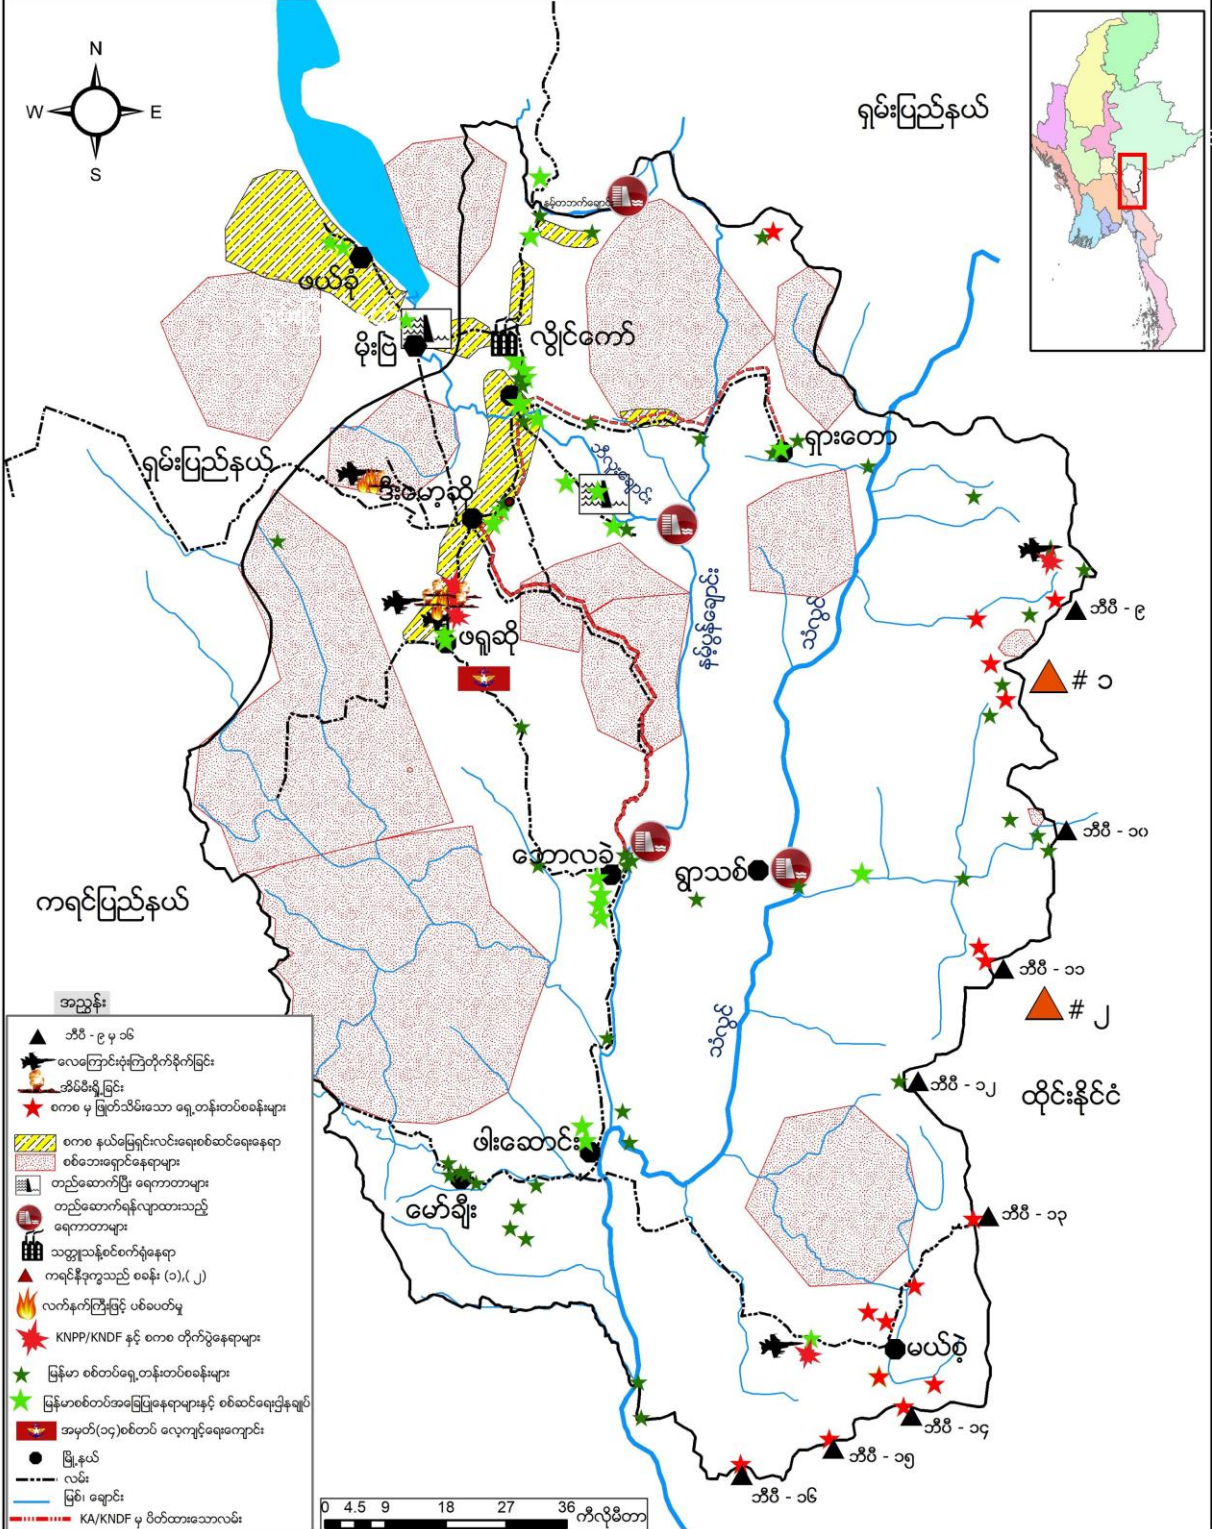 N
W E
S
ရှမ်းပြည်နယ်
နမ့်တဘက်ချောင်း
ဖယ်ခုံ
မိုးဗြဲ
လွိုင်ကော်
ရှားတော
ရှမ်းပြည်နယ်
ဒီးမော့ဆို
ဘီလူးချောင်း
နမ့်ပွန်ချောင်း
သံလွင်
ဘီပီ - ၉
ဖရူဆို
# ၁
ဘီပီ - ၁၀
ဘောလခဲ
ရွာသစ်
ကရင်ပြည်နယ်
ဘီပီ - ၁၁
# ၂
သံလွင်
ဘီပီ - ၁၂
ထိုင်းနိုင်ငံ
ဖါးဆောင်း
မော်ချီး
ဘီပီ - ၁၃
မယ်စဲ့
ဘီပီ - ၁၄
ဘီပီ - ၁၅
ဘီပီ - ၁၆
အညွှန်း
ဘီပီ - ၉ မှ ၁၆
လေကြောင်းဗုံးကြဲတိုက်ခိုက်ခြင်း
အိမ်မီးရှို့ခြင်း
စကစ မှ ဖြုတ်သိမ်းသော ရှေ့တန်းတပ်စခန်းများ
စကစ နယ်မြေရှင်းလင်းရေးစစ်ဆင်ရေးနေရာ
စစ်ဘေးရှောင်နေရာများ
တည်ဆောက်ပြီး ရေကာတာများ
တည်ဆောက်ရန်လျာထားသည့်
ရေကာတာများ
သတ္တုသန့်စင်စက်ရုံနေရာ
ကရင်နီဒုက္ခသည် စခန်း (၁),( ၂)
လက်နက်ကြီးဖြင့် ပစ်ခပတ်မှု
KNPP/KNDF နှင့် စကစ တိုက်ပွဲနေရာများ
မြန်မာ စစ်တပ်ရှေ့တန်းတပ်စခန်းများ
မြန်မာစစ်တပ်အခြေပြုနေရာများနှင့် စစ်ဆင်ရေးဌါနချုပ်
အမှတ်(၁၄)စစ်တပ် လေ့ကျင့်ရေးကျောင်း
မြို့နယ်
လမ်း
မြစ်၊ ချောင်း
KA/KNDF မှ ပိတ်ထားသောလမ်း
0 4.5 9 18 27 36 ကီလိုမီတာ